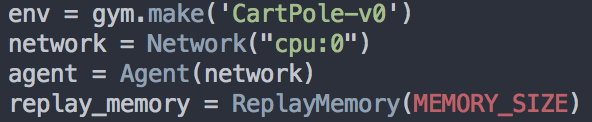 env = gym.make('CartPole-v0')
network = Network("cpu:0")
agent = Agent(network)
replay_memory = ReplayMemory(MEMORY_SIZE)